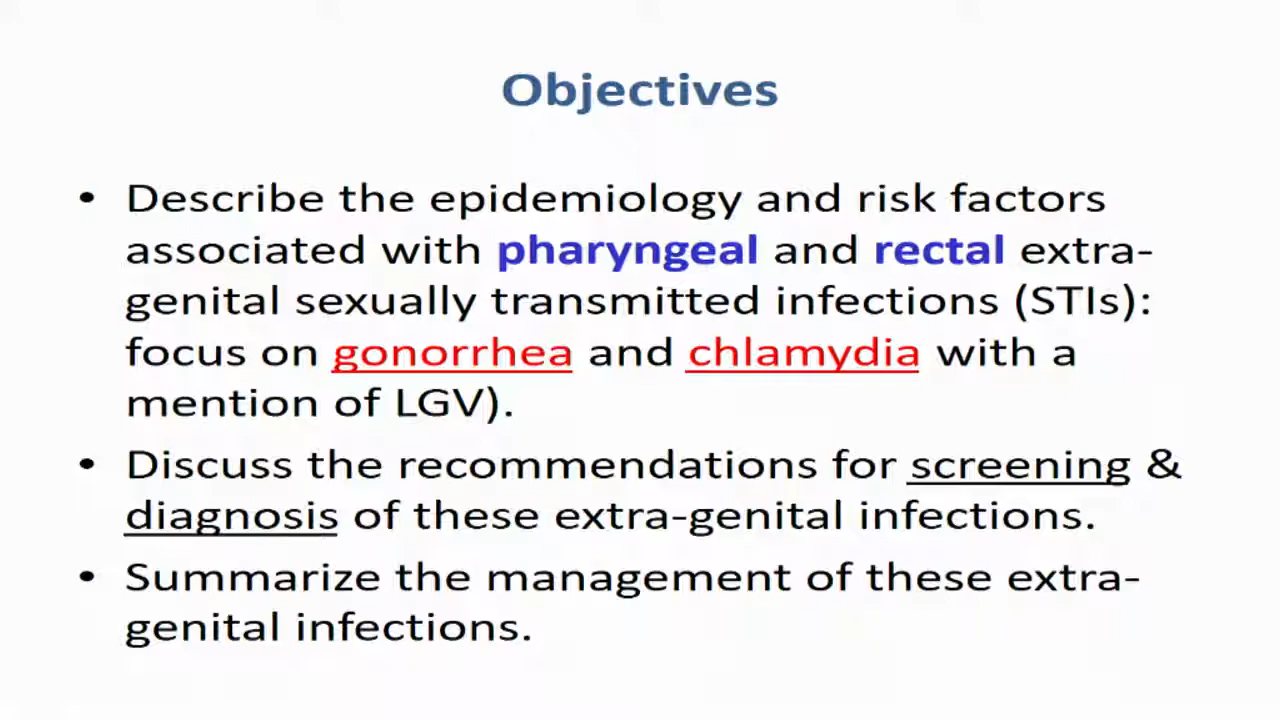 Objectives
• Describe the epidemiology and risk factors
associated with pharyngeal and rectal extra-
genital sexually transmitted infections (STIs):
focus on gonorrhea and chlamydia with a
mention of LGV).
• Discuss the recommendations for screening &
diagnosis of these extra-genital infections.
• Summarize the management of these extra-
genital infections.